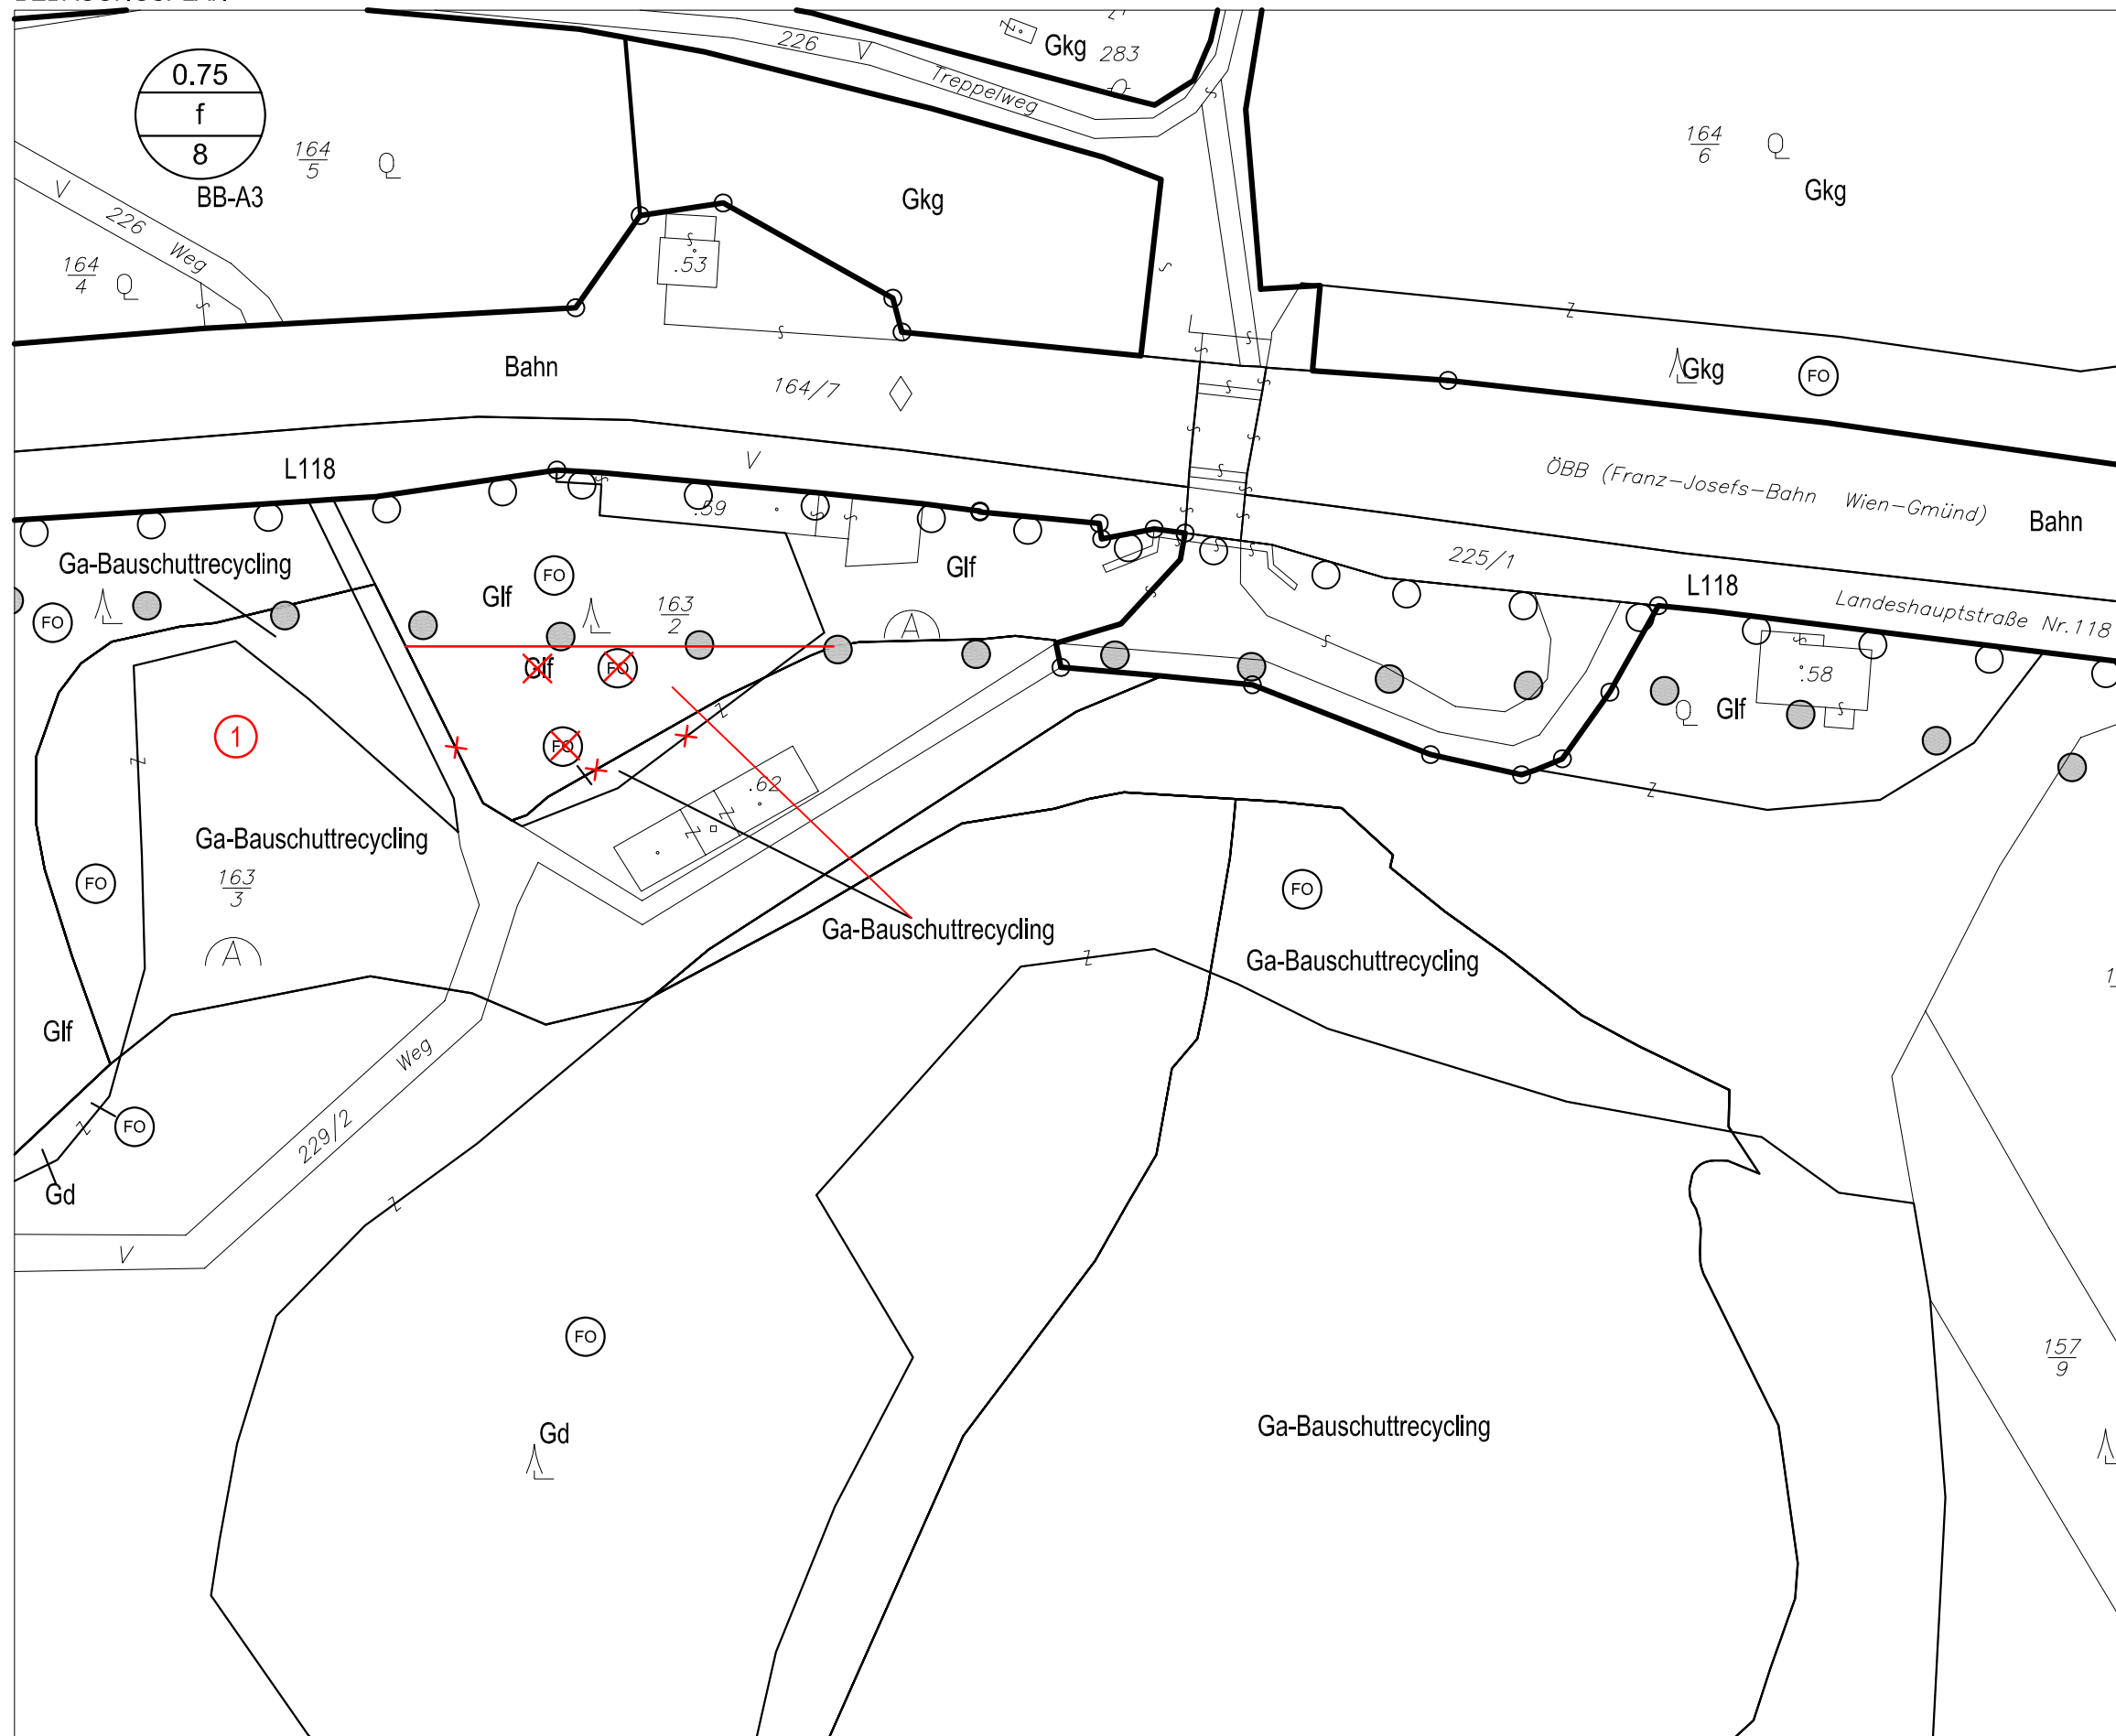 0.75
f
8
BB-A3
164
5
226
V
Treppelweg
Gkg
283
164
6
Gkg
Gkg
V
226
Weg
164
4
.53
Bahn
164/7
Gkg
FO
L118
V
ÖBB (Franz-Josefs-Bahn Wien-Gmünd)
Bahn
.59
225/1
L118
Landeshauptstraße Nr.118
Ga-Bauschuttrecycling
FO
Glf
FO
163
2
Glf
A
Glf
FO
FO
.58
Glf
1
.62
Ga-Bauschuttrecycling
163
3
FO
A
Ga-Bauschuttrecycling
FO
Ga-Bauschuttrecycling
Glf
Weg
FO
229/2
Gd
V
FO
157
9
Gd
Ga-Bauschuttrecycling